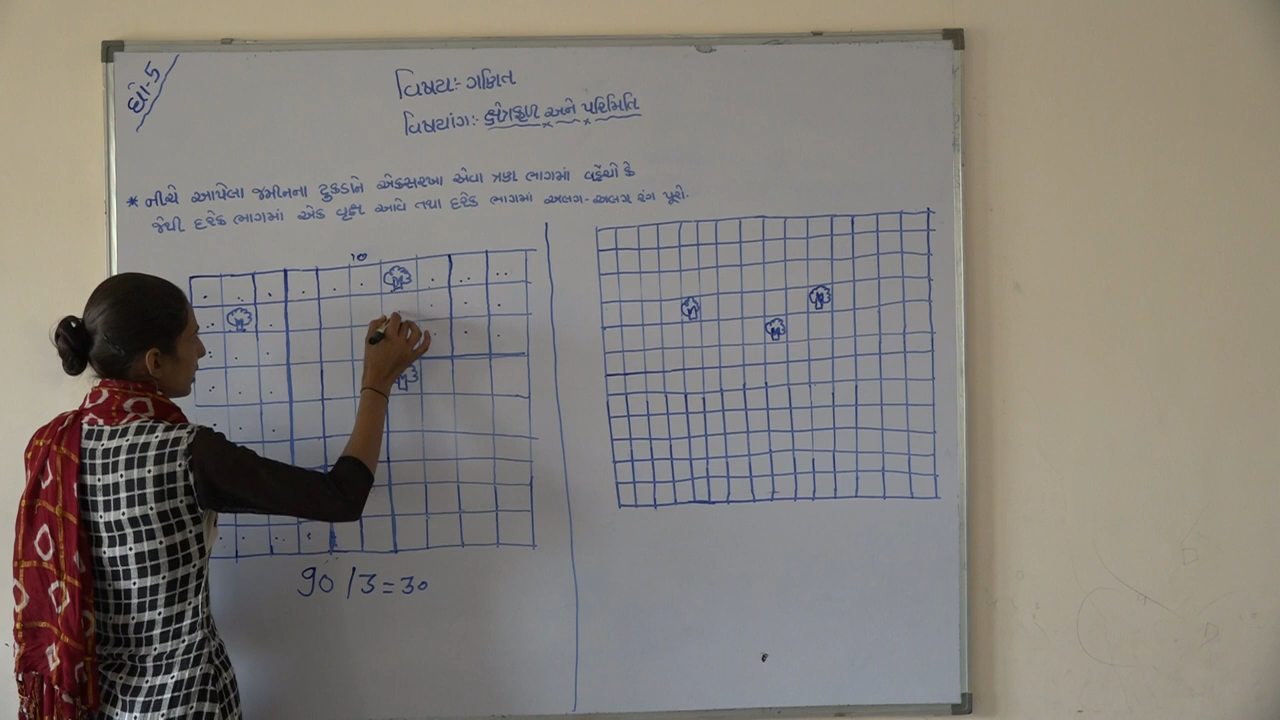 ધો-5
વિષય:- ગણિત
વિષયાંગ:- ક્ષેત્રફળ અને પરિમિતિ
* નીચે આપેલા જમીનના ટુકડાને એકસરખા એવા ત્રણ ભાગમાં વહેંચો કે
જેથી દરેક ભાગમાં એક વૃક્ષ આવે તથા દરેક ભાગમાં અલગ-અલગ રંગ પૂરો.
૧૦
90 / 3 = 30